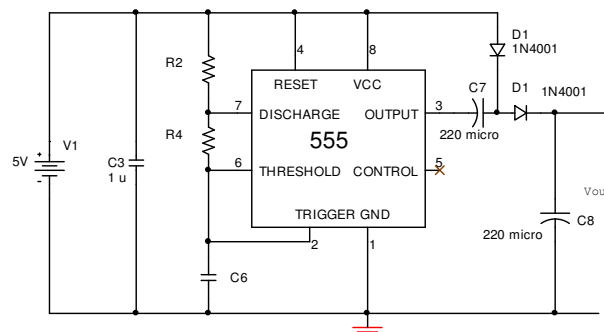 D1
1N4001
R2
4
8
RESET
VCC
C7
D1
1N4001
7
DISCHARGE
OUTPUT
3
R4
555
220 micro
V1
5V
+
-
C3
1 u
6
THRESHOLD
CONTROL
5
Vou
TRIGGER GND
C8
220 micro
2
1
C6